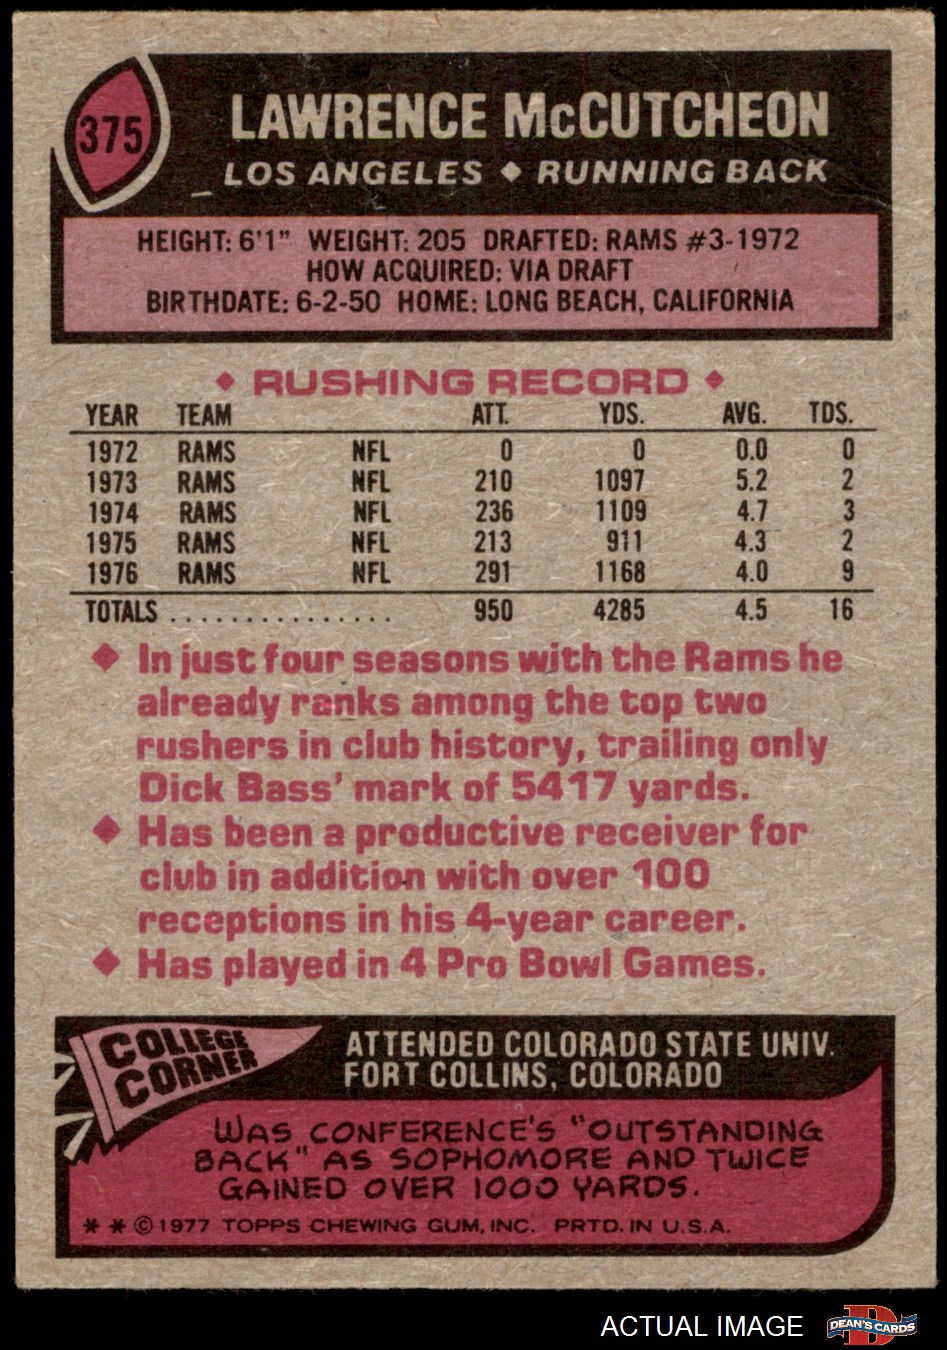 375
LAWRENCE McCUTCHEON
LOS ANGELES ◆ RUNNING BACK
HEIGHT: 6'1" WEIGHT: 205 DRAFTED: RAMS #3-1972
HOW ACQUIRED: VIA DRAFT
BIRTHDATE: 6-2-50 HOME: LONG BEACH, CALIFORNIA
◆ RUSHING RECORD ◆
YEAR TEAM ATT. YDS. AVG. TDS.
1972 RAMS NFL 0 0 0.0 0
1973 RAMS NFL 210 1097 5.2 2
1974 RAMS NFL 236 1109 4.7 3
1975 RAMS NFL 213 911 4.3 2
1976 RAMS NFL 291 1168 4.0 9
TOTALS ............... 950 4285 4.5 16
◆ In just four seasons with the Rams he
already ranks among the top two
rushers in club history, trailing only
Dick Bass' mark of 5417 yards.
◆ Has been a productive receiver for
club in addition with over 100
receptions in his 4-year career.
◆ Has played in 4 Pro Bowl Games.
COLLEGE
CORNER
ATTENDED COLORADO STATE UNIV.
FORT COLLINS, COLORADO
WAS CONFERENCE'S "OUTSTANDING
BACK" AS SOPHOMORE AND TWICE
GAINED OVER 1000 YARDS.
* * © 1977 TOPPS CHEWING GUM, INC. PRTD. IN U.S.A.
ACTUAL IMAGE
D
DEAN'S CARDS